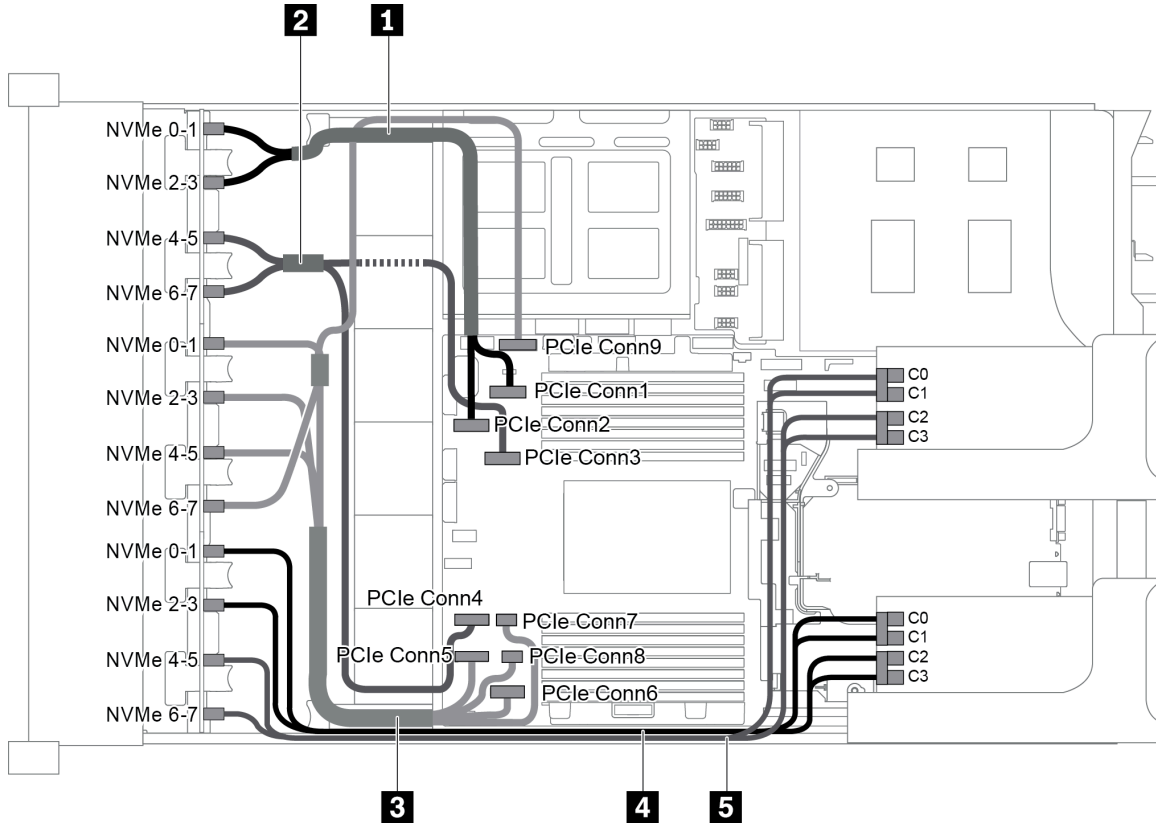 2
1
NVMe 0-1
NVMe 2-3
NVMe 4-5
NVMe 6-7
NVMe 0-1
PCIe Conn9
C0
PCIe Conn1
C1
NVMe 2-3
C2
PCIe Conn2
C3
NVMe 4-5
PCIe Conn3
NVMe 6-7
NVMe 0-1
PCIe Conn4
NVMe 2-3
PCIe Conn7
C0
C1
PCIe Conn5
PCIe Conn8
C2
NVMe 4-5
C3
PCIe Conn6
NVMe 6-7
3
4
5